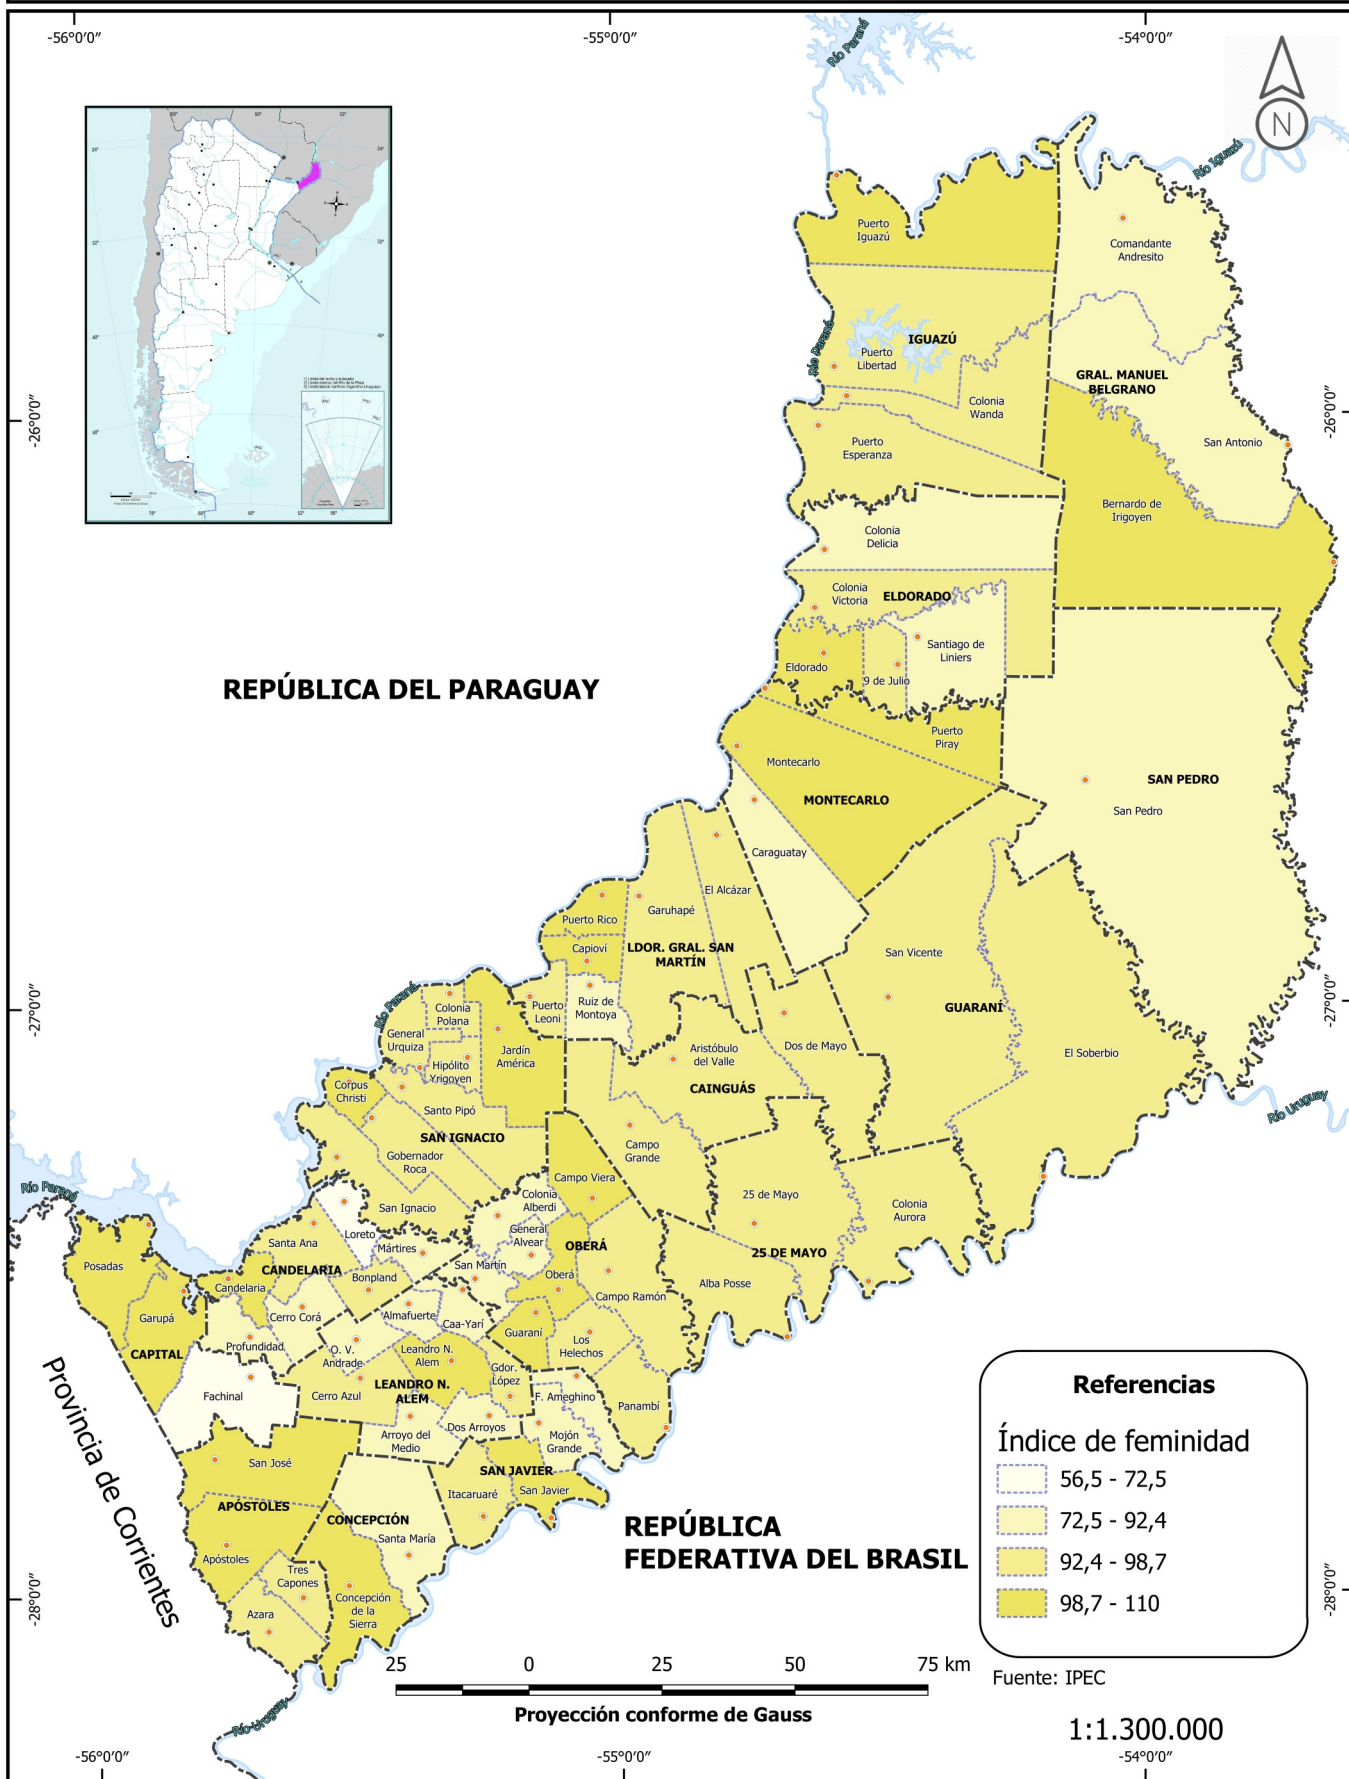 -56°0'0"
-55°0'0"
-54°0'0"
Río Paraná
N
Río Iguazú
Puerto
Iguazú
Comandante
Andresito
Río Paraná
IGUAZÚ
Puerto
Libertad
GRAL. MANUEL
BELGRANO
Colonia
Wanda
-26°0'0"
-26°0'0"
San Antonio
Puerto
Esperanza
Bernardo de
Irigoyen
Colonia
Delicia
Colonia
Victoria
ELDORADO
Santiago de
Liniers
Eldorado
9 de Julio
REPÚBLICA DEL PARAGUAY
Puerto
Piray
Montecarlo
MONTECARLO
SAN PEDRO
San Pedro
Caraguatay
El Alcázar
Garuhapé
Puerto Rico
Capioví
LDOR. GRAL. SAN
MARTÍN
San Vicente
Río Paraná
Colonia
Polana
Puerto
Leoni
Ruiz de
Montoya
GUARANÍ
-27°0'0"
-27°0'0"
General
Urquiza
Jardín
América
Aristóbulo
del Valle
Dos de Mayo
El Soberbio
Hipólito
Yrigoyen
CAINGUÁS
Corpus
Christi
Santo Pipó
Río Uruguay
SAN IGNACIO
Gobernador
Roca
Campo
Grande
Campo Viera
Río Paraná
San Ignacio
Colonia
Alberdi
25 de Mayo
Colonia
Aurora
Loreto
General
Alvear
Santa Ana
Mártires
OBERÁ
25 DE MAYO
Posadas
CANDELARIA
San Martín
Bonpland
Oberá
Candelaria
Campo Ramón
Alba Posse
Garupá
Cerro Corá
Almafuerte
Caa-Yarí
Guaraní
Los
Helechos
CAPITAL
Profundidad
O. V.
Andrade
Leandro N.
Alem
Gdor.
López
Provincia de Corrientes
Fachinal
Cerro Azul
LEANDRO N.
ALEM
F. Ameghino
Panambí
Dos Arroyos
Arroyo del
Medio
Mojón
Grande
San José
SAN JAVIER
Itacaruaré
San Javier
APÓSTOLES
CONCEPCIÓN
Santa María
Apóstoles
Tres
Capones
Concepción
de la
Sierra
Azara
-28°0'0"
-28°0'0"
REPÚBLICA
FEDERATIVA DEL BRASIL
Referencias
Índice de feminidad
56,5 - 72,5
72,5 - 92,4
92,4 - 98,7
98,7 - 110
25
0
25
50
75 km
Proyección conforme de Gauss
Fuente: IPEC
1:1.300.000
Río Uruguay
-56°0'0"
-55°0'0"
-54°0'0"